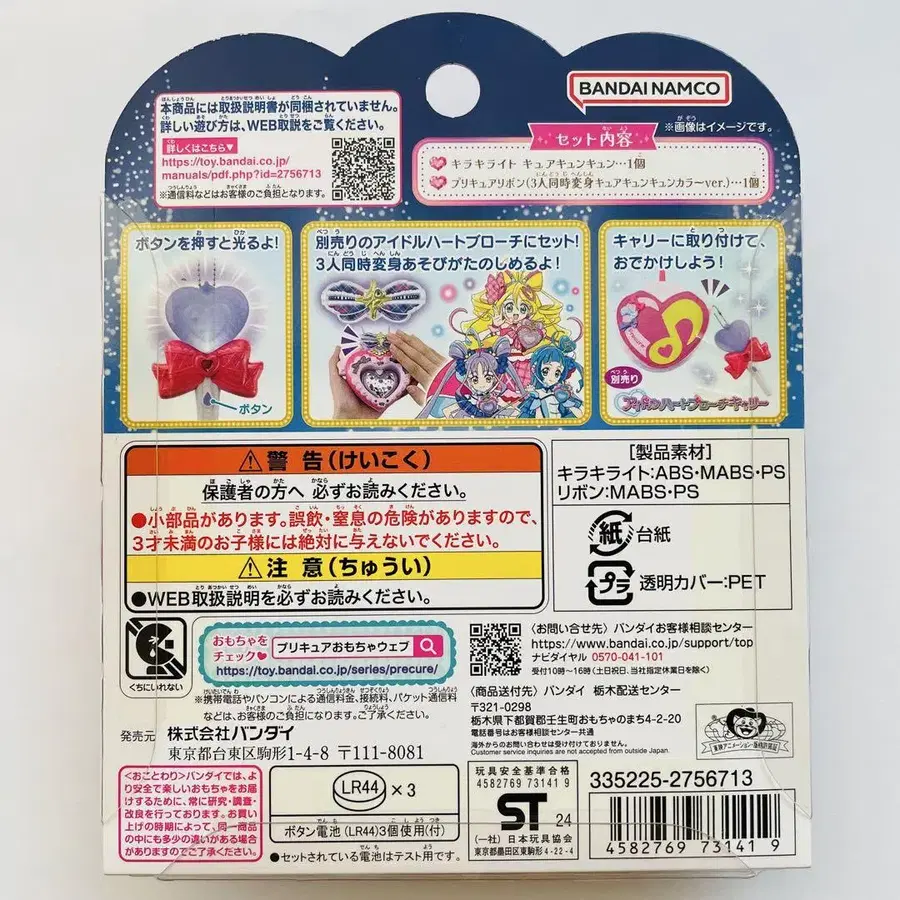 BANDAI NAMCO
本商品には取扱説明書が同梱されていません。
詳しい遊び方は、WEB取説をご覧ください。
詳しくはこちら▶
https://toy.bandai.co.jp/
manuals/pdf.php?id=2756713
※通信料などはお客様のご負担となります。
※画像はイメージです。
セット内容
キラキライト キュアキュンキュン…1個
プリキュアリボン(3人同時変身キュアキュンキュンカラーver.)…1個
ボタンを押すと光るよ!
ボタン
別売りのアイドルハートブローチにセット!
3人同時変身あそびがたのしめるよ!
キャリーに取り付けて、
おでかけしよう!
別売り
アイドルハートブローチキャリー
⚠警告(けいこく)
保護者の方へ 必ずお読みください。
●小部品があります。誤飲・窒息の危険がありますので、
3才未満のお子様には絶対に与えないでください。
⚠注意(ちゅうい)
●WEB取扱説明を必ずお読みください。
[製品素材]
キラキライト:ABS・MABS・PS
リボン:MABS・PS
紙 台紙
プラ 透明カバー:PET
くちにいれない
おもちゃを
チェック♥
プリキュアおもちゃウェブ
https://toy.bandai.co.jp/series/precure/
※携帯電話やパソコンによる通信料金、接続料、パケット通信料
などは、お客様のご負担になります。ご了承ください。
発売元 株式会社バンダイ
東京都台東区駒形1-4-8 〒111-8081
〈お問い合せ先〉バンダイお客様相談センター
https://www.bandai.co.jp/support/top
ナビダイヤル 0570-041-101
受付10時~16時(土日祝日、当社指定休業日を除く)
〈商品送付先〉バンダイ 栃木配送センター
〒321-0298
栃木県下都賀郡壬生町おもちゃのまち4-2-20
電話番号はお客様相談センター共通
海外からのお問い合わせは受け付けておりません。
Customer service inquiries are not accepted from outside Japan.
東映アニメーション・版権許諾証
〈おことわり〉バンダイでは、よ
り安全で楽しいおもちゃをお届
けするために、常に研究・調査・
改良を行っております。お買い
上げの時期によって、同一商品
の中にも多少の違いがある場合
がありますのでご了承ください。
LR44 ×3
ボタン電池(LR44)3個使用(付)
●セットされている電池はテスト用です。
玩具安全基準合格
4582769 73141 9
ST 24
(一社)日本玩具協会
東京都墨田区東駒形4-22-4
335225-2756713
4 582769 731419